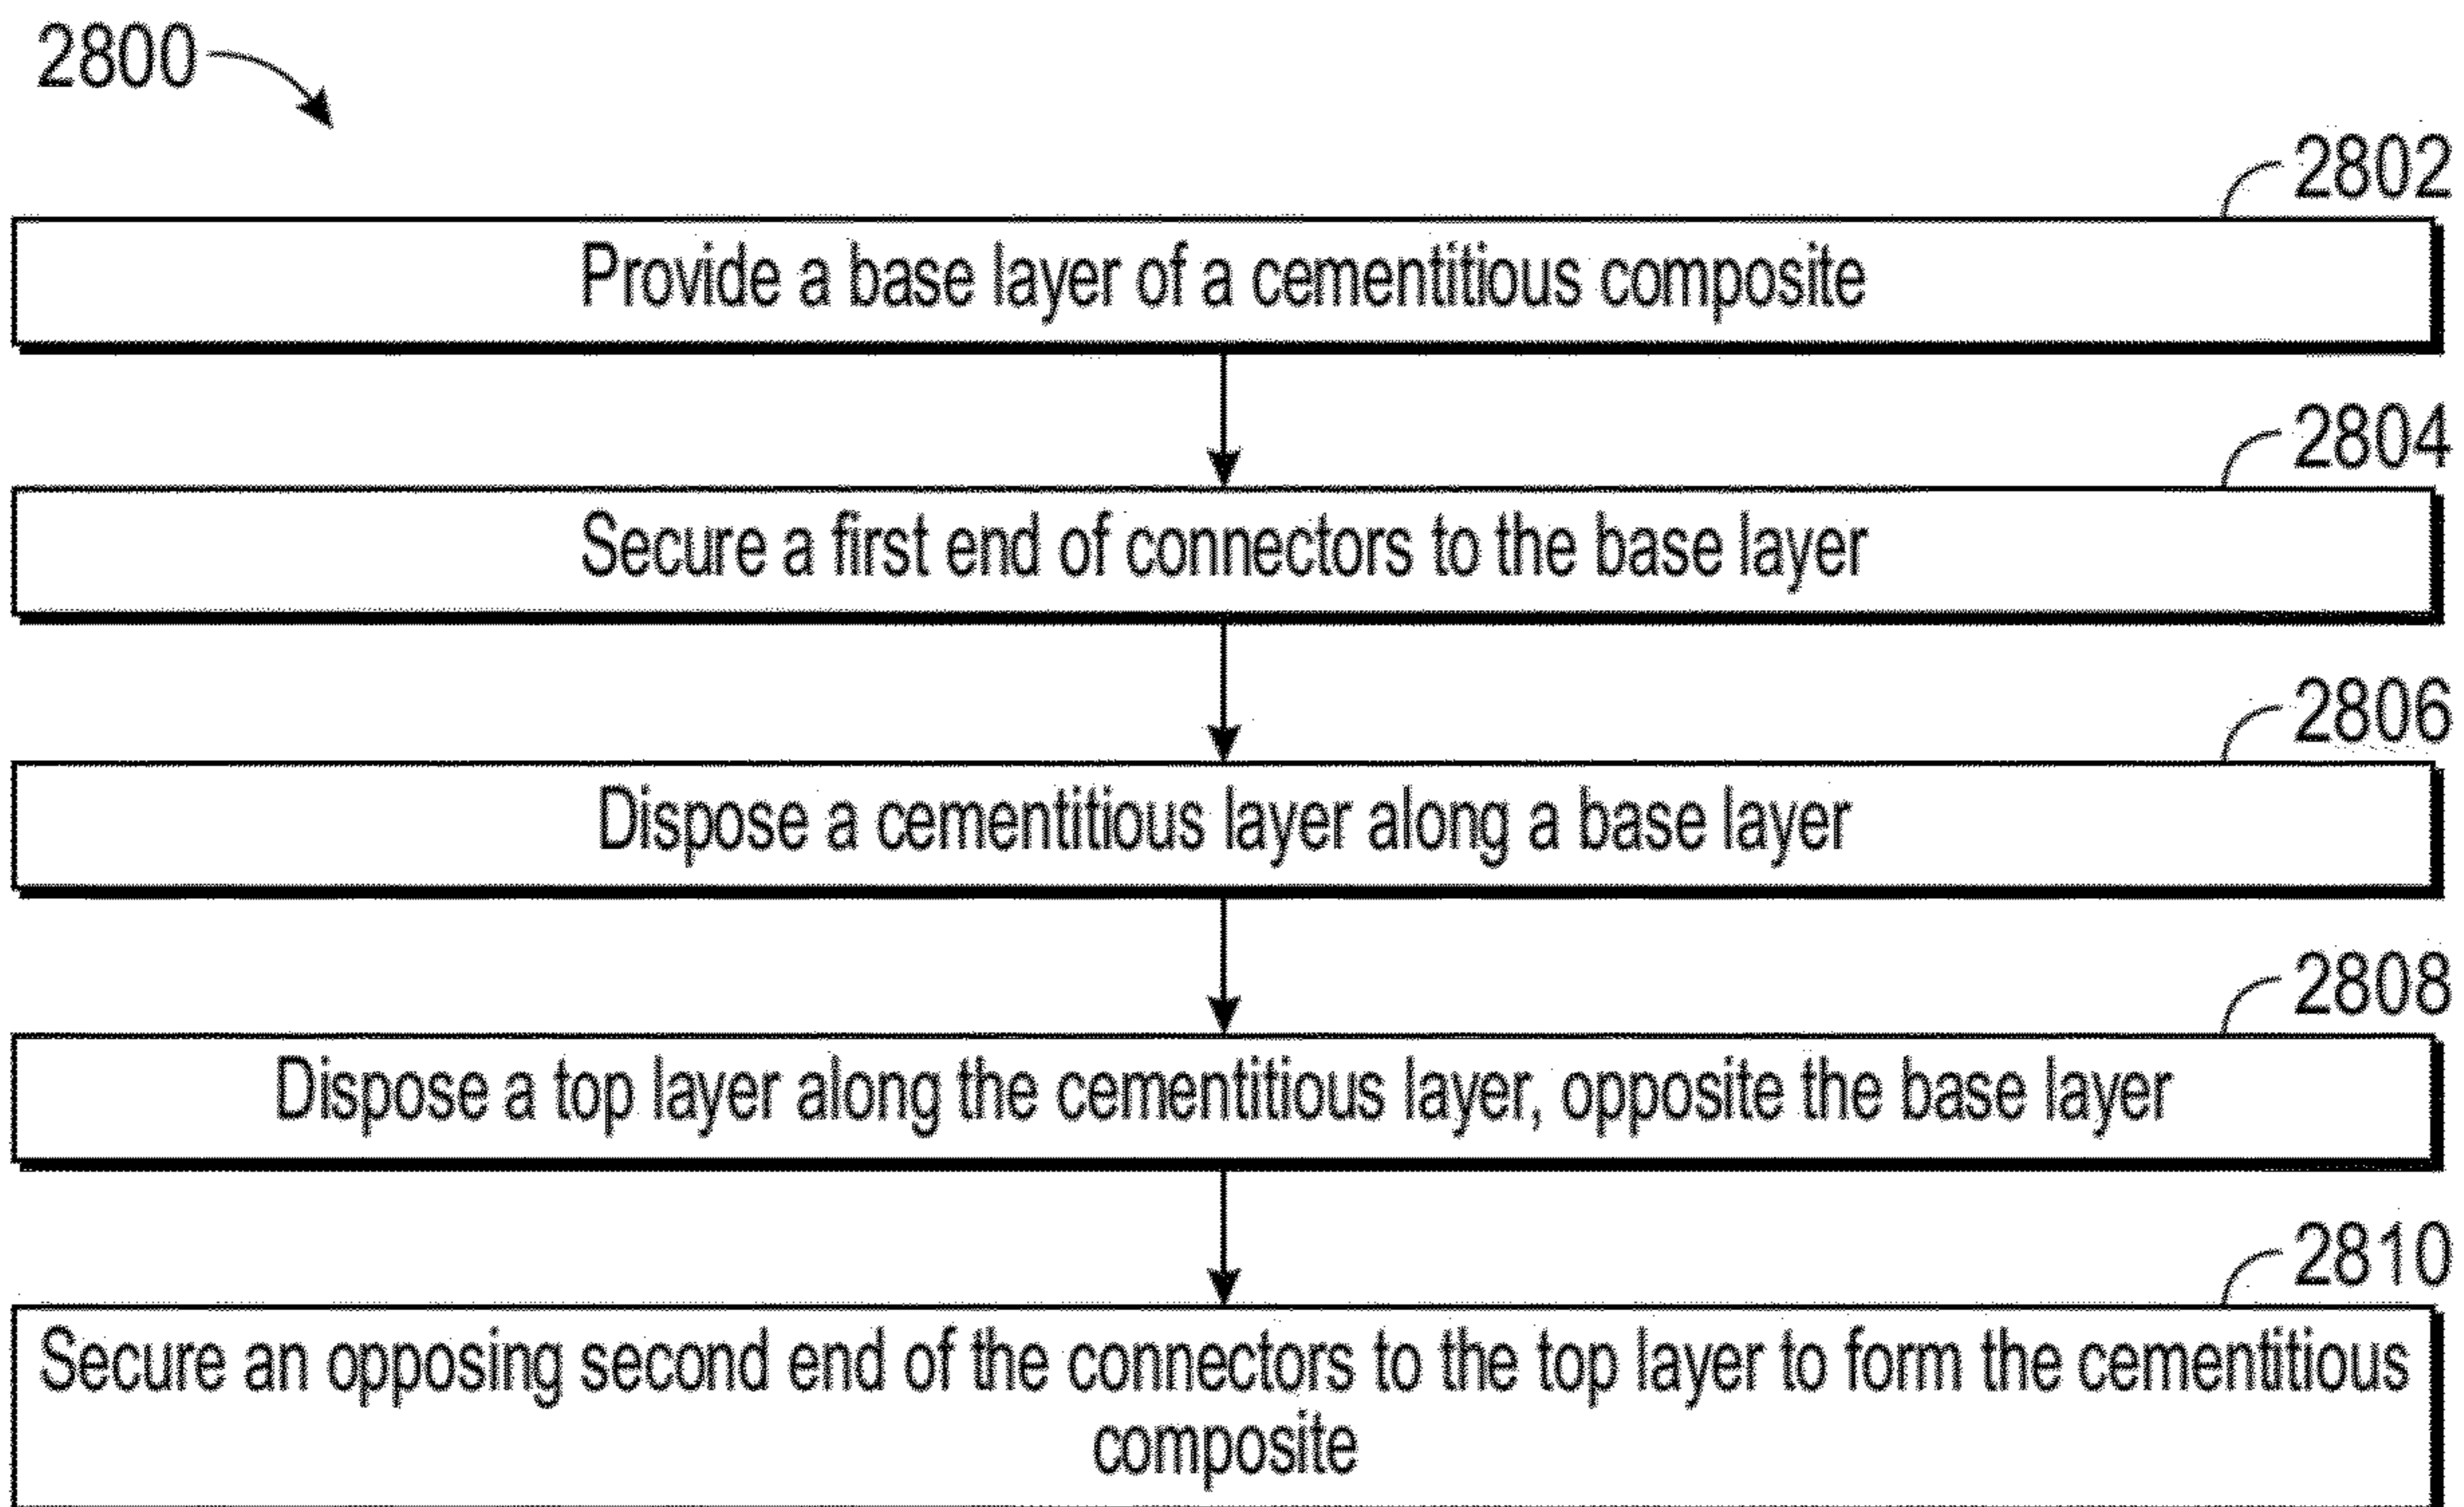 2800
2802
Provide a base layer of a cementitious composite
2804
Secure a first end of connectors to the base layer
2806
Dispose a cementitious layer along a base layer
2808
Dispose a top layer along the cementitious layer, opposite the base layer
2810
Secure an opposing second end of the connectors to the top layer to form the cementitious
composite